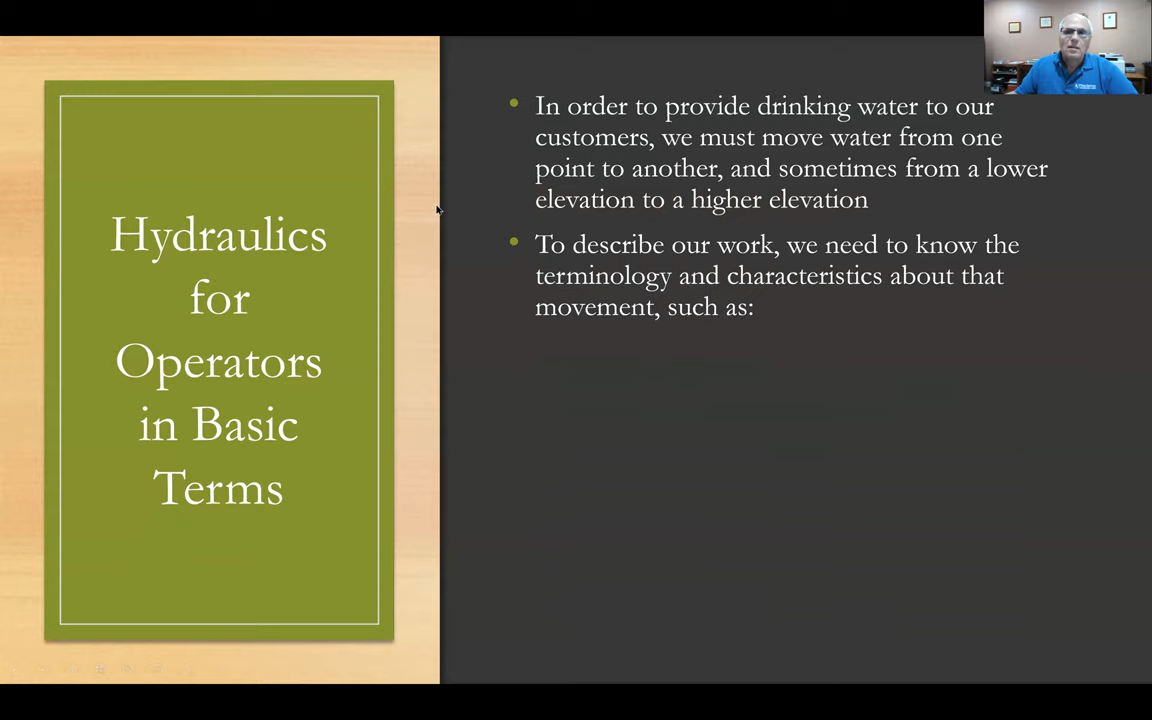 Hydraulics
for
Operators
in Basic
Terms
• In order to provide drinking water to our
customers, we must move water from one
point to another, and sometimes from a lower
elevation to a higher elevation
• To describe our work, we need to know the
terminology and characteristics about that
movement, such as: